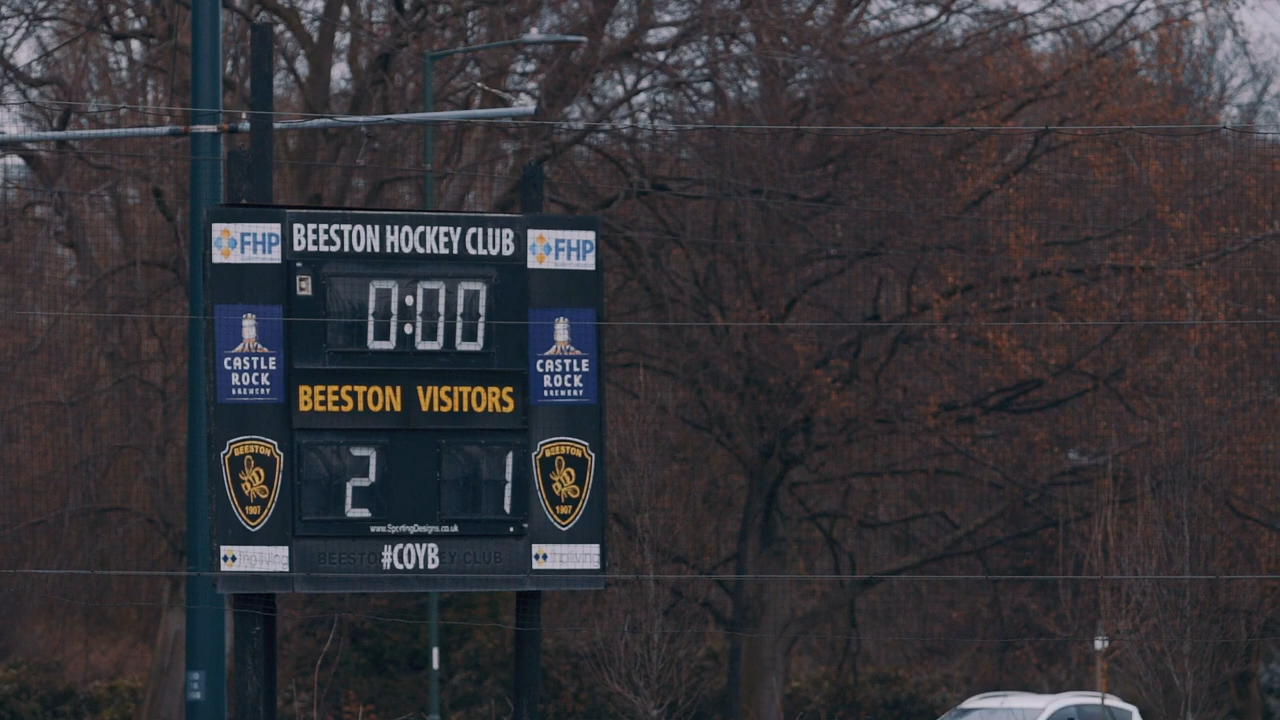 BEESTON HOCKEY CLUB
FHP
FHP
0:00
CASTLE
ROCK
BREWERY
CASTLE
ROCK
BREWERY
BEESTON VISITORS
BEESTON
1907
2
1
BEESTON
1907
www.SportingDesigns.co.uk
#COYB